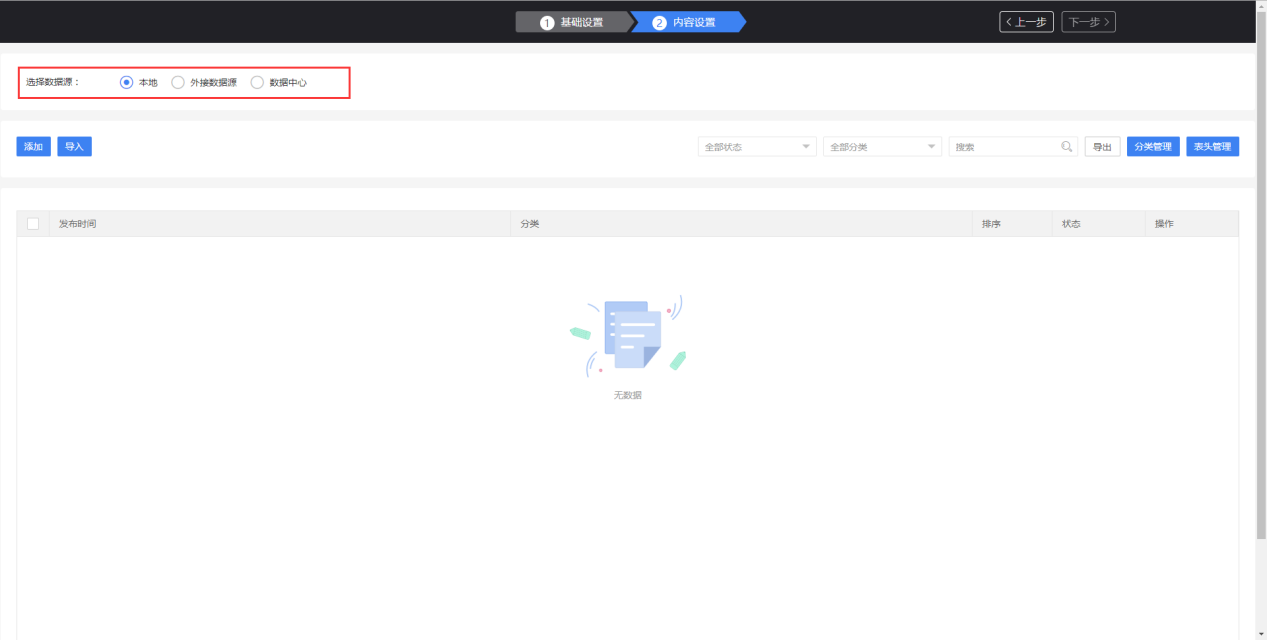 1 基础设置 2 内容设置 上一步 下一步
选择数据源： 本地 外接数据源 数据中心
添加 导入 全部状态 全部分类 搜索 导出 分类管理 表头管理
发布时间 分类 排序 状态 操作
无数据